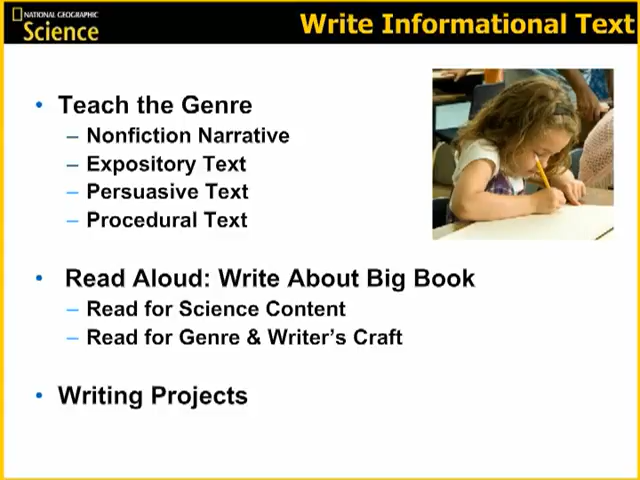 NATIONAL GEOGRAPHIC
Science
Write Informational Text
• Teach the Genre
– Nonfiction Narrative
– Expository Text
– Persuasive Text
– Procedural Text
• Read Aloud: Write About Big Book
– Read for Science Content
– Read for Genre & Writer’s Craft
• Writing Projects